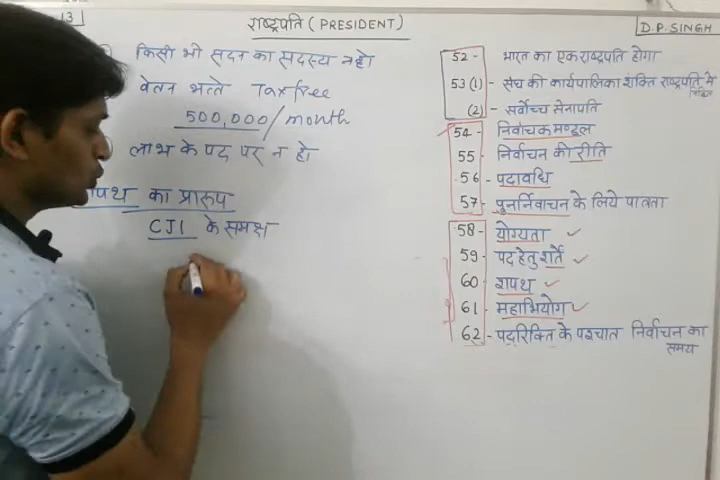 13
राष्ट्रपति ( PRESIDENT )
D.P. SINGH
किसी भी सदन का सदस्य न हो
वेतन भत्ते Tax free
500,000/month
लाभ के पद पर न हो
शपथ का प्रारुप
CJI के समक्ष
52 - भारत का एक राष्ट्रपति होगा
53 (1) - संघ की कार्यपालिका शक्ति राष्ट्रपति में निहित
(2) - सर्वोच्च सेनापति
54 - निर्वाचक मण्डल
55 - निर्वाचन की रीति
56 - पदावधि
57 - पुनर्निवाचन के लिये पात्रता
58 - योग्यता ✓
59 - पद हेतु शर्तें ✓
60 - शपथ ✓
61 - महाभियोग ✓
62 - पदरिक्ति के पश्चात निर्वाचन का
समय